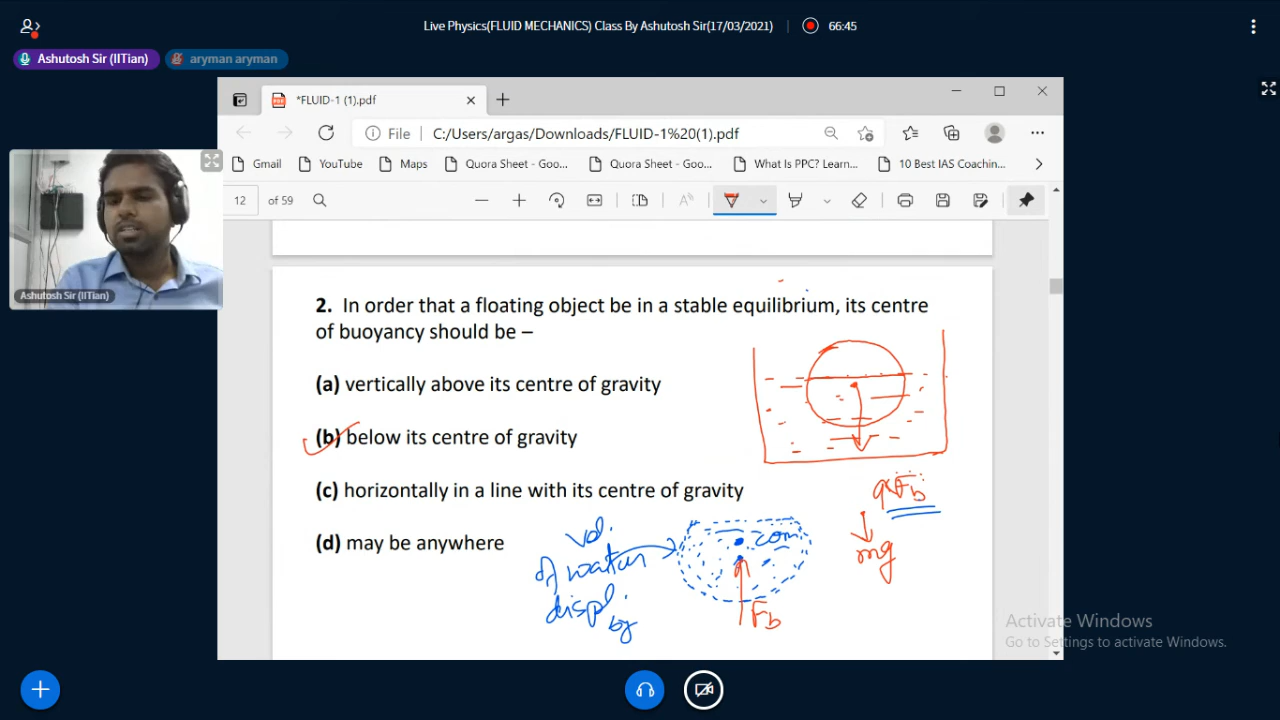 Live Physics(FLUID MECHANICS) Class By Ashutosh Sir(17/03/2021)
66:45
Ashutosh Sir (IITian)
aryman aryman
*FLUID-1 (1).pdf
File
C:/Users/argas/Downloads/FLUID-1%20(1).pdf
Gmail
YouTube
Maps
Quora Sheet - Goo...
Quora Sheet - Goo...
What Is PPC? Learn...
10 Best IAS Coachin...
12 of 59
Ashutosh Sir (IITian)
2. In order that a floating object be in a stable equilibrium, its centre
of buoyancy should be –
(a) vertically above its centre of gravity
(b) below its centre of gravity
(c) horizontally in a line with its centre of gravity
(d) may be anywhere
Fb
mg
vol.
of water
displ.
by
com
Fb
Activate Windows
Go to Settings to activate Windows.